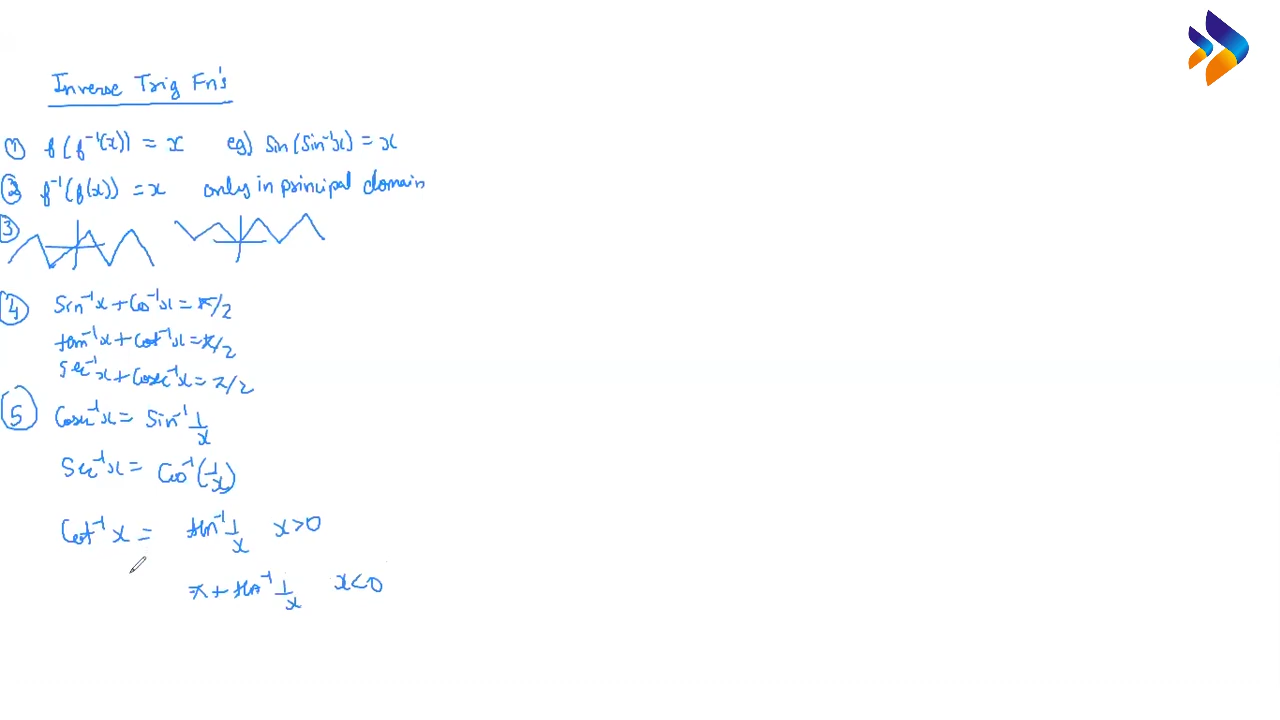 Inverse Trig Fn's
① f(f⁻¹(x)) = x eg) Sin(Sin⁻¹x) = x
② f⁻¹(f(x)) = x only in principal domain
③
④ Sin⁻¹x + Cos⁻¹x = π/2
tan⁻¹x + Cot⁻¹x = π/2
Sec⁻¹x + Cosec⁻¹x = π/2
⑤ Cosec⁻¹x = Sin⁻¹ 1/x
Sec⁻¹x = Cos⁻¹(1/x)
Cot⁻¹x = tan⁻¹ 1/x x>0
π + tan⁻¹ 1/x x<0